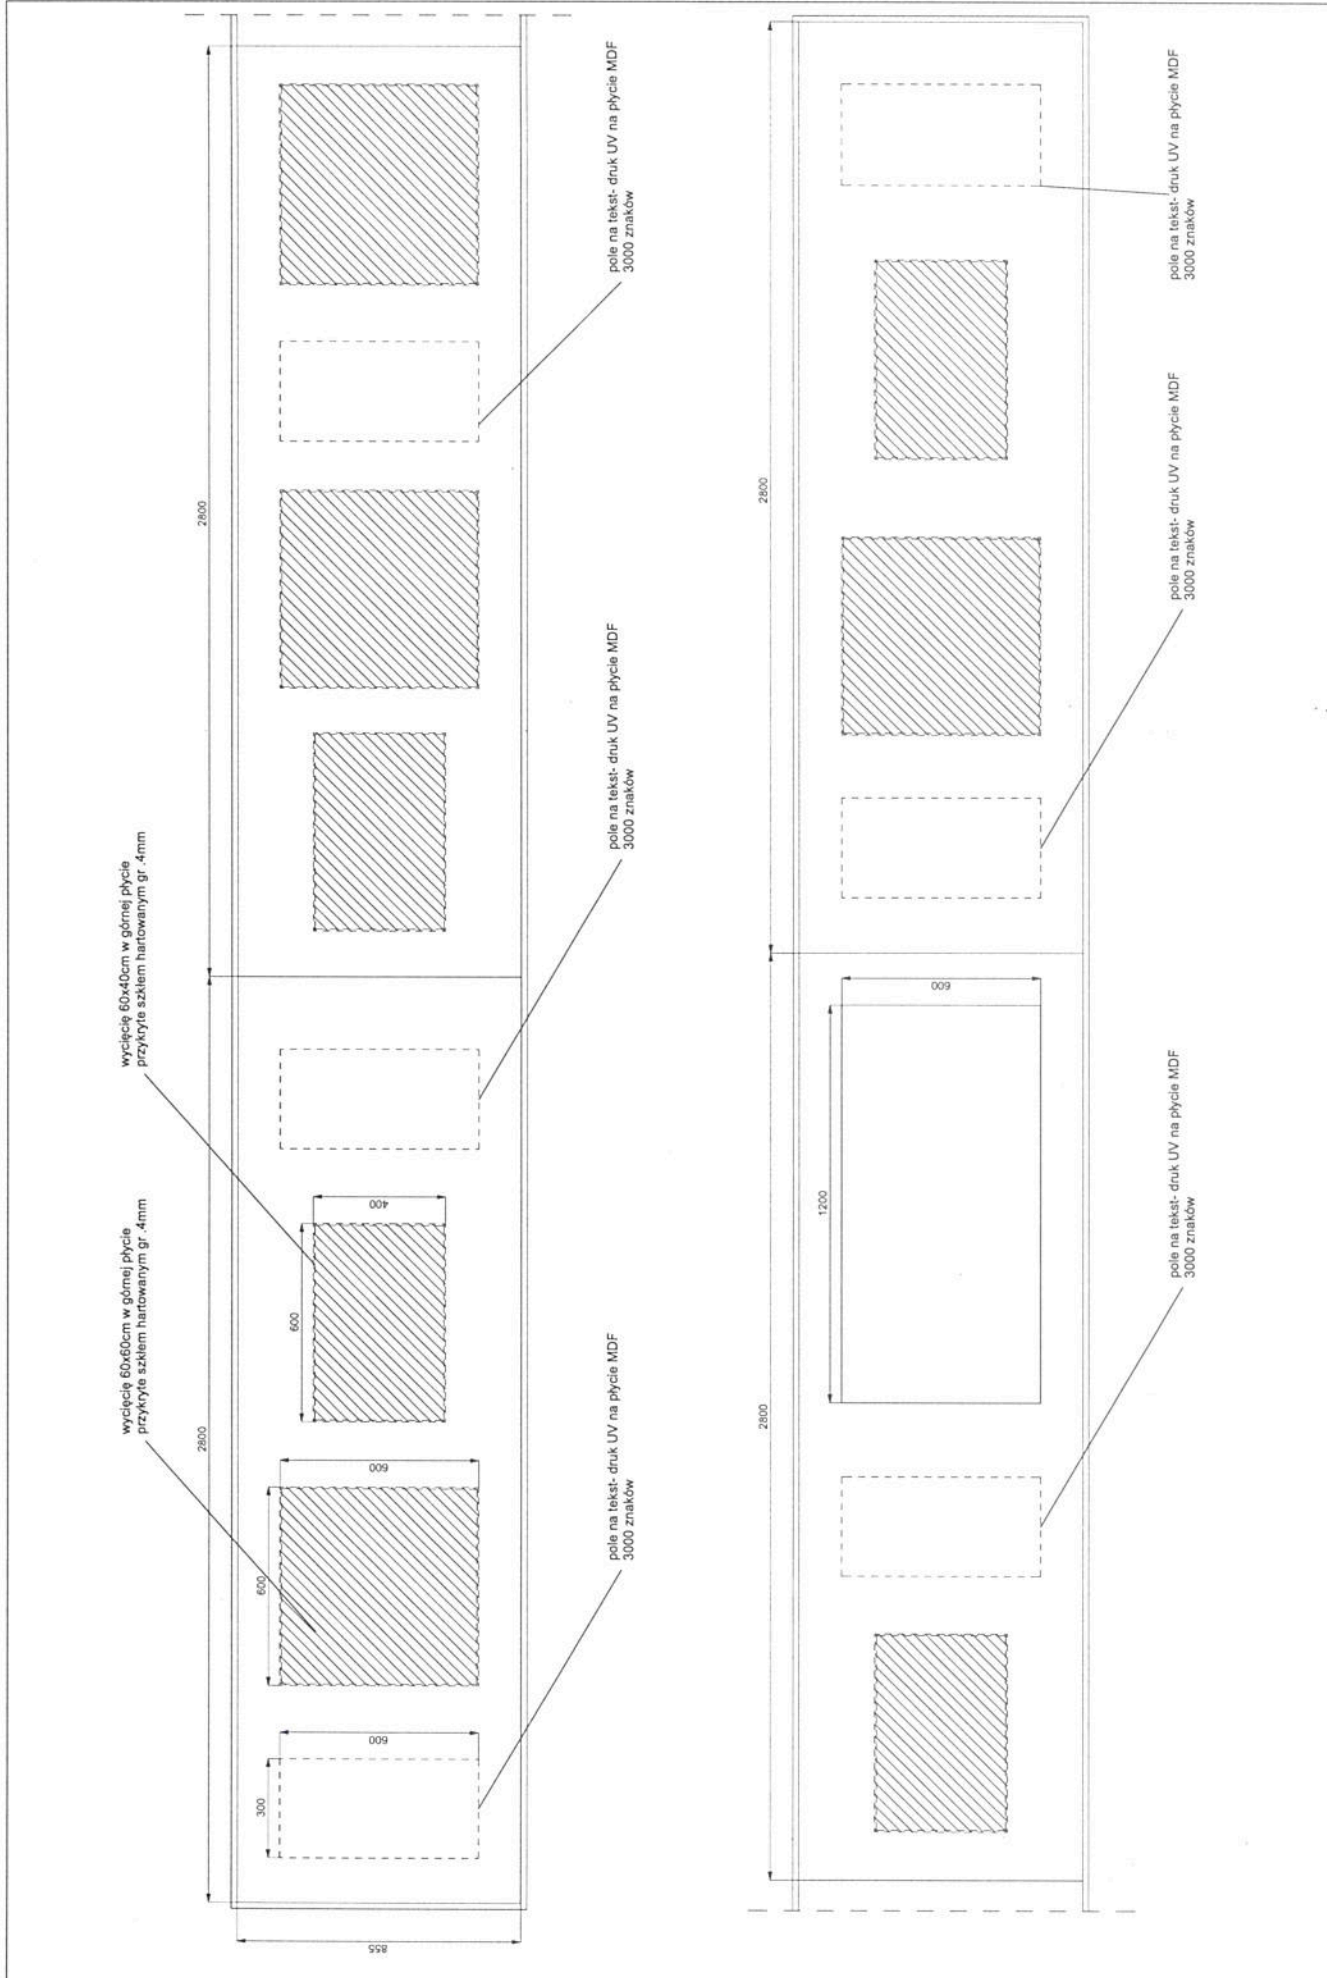 wycięcię 60x60cm w górnej płycie
przykryte szkłem hartowanym gr .4mm
wycięcię 60x40cm w górnej płycie
przykryte szkłem hartowanym gr .4mm
2800
2800
300
600
600
600
600
400
855
pole na tekst- druk UV na płycie MDF
3000 znaków
pole na tekst- druk UV na płycie MDF
3000 znaków
pole na tekst- druk UV na płycie MDF
3000 znaków
2800
2800
1200
600
pole na tekst- druk UV na płycie MDF
3000 znaków
pole na tekst- druk UV na płycie MDF
3000 znaków
pole na tekst- druk UV na płycie MDF
3000 znaków